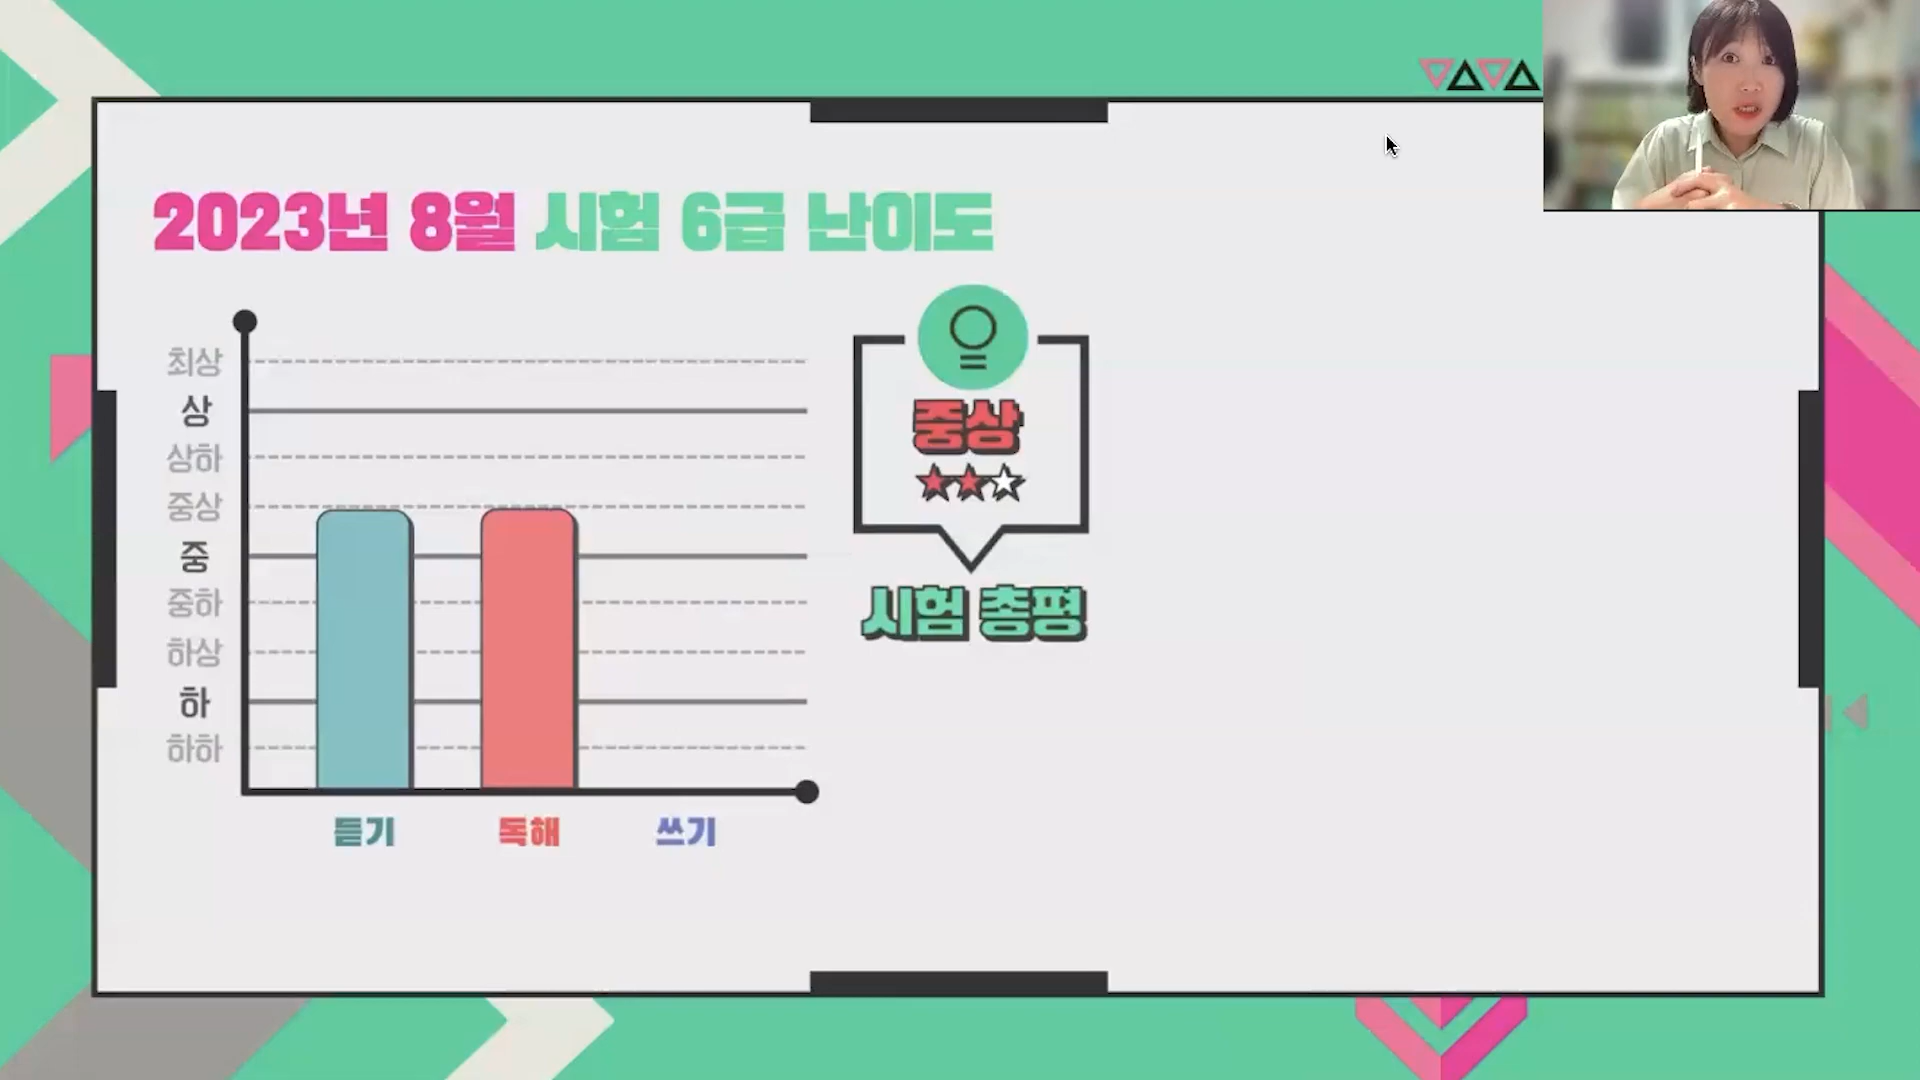 2023년 8월 시험 6급 난이도
최상
상
상하
중상
중
중하
하상
하
하하
듣기 독해 쓰기
중상
시험 총평